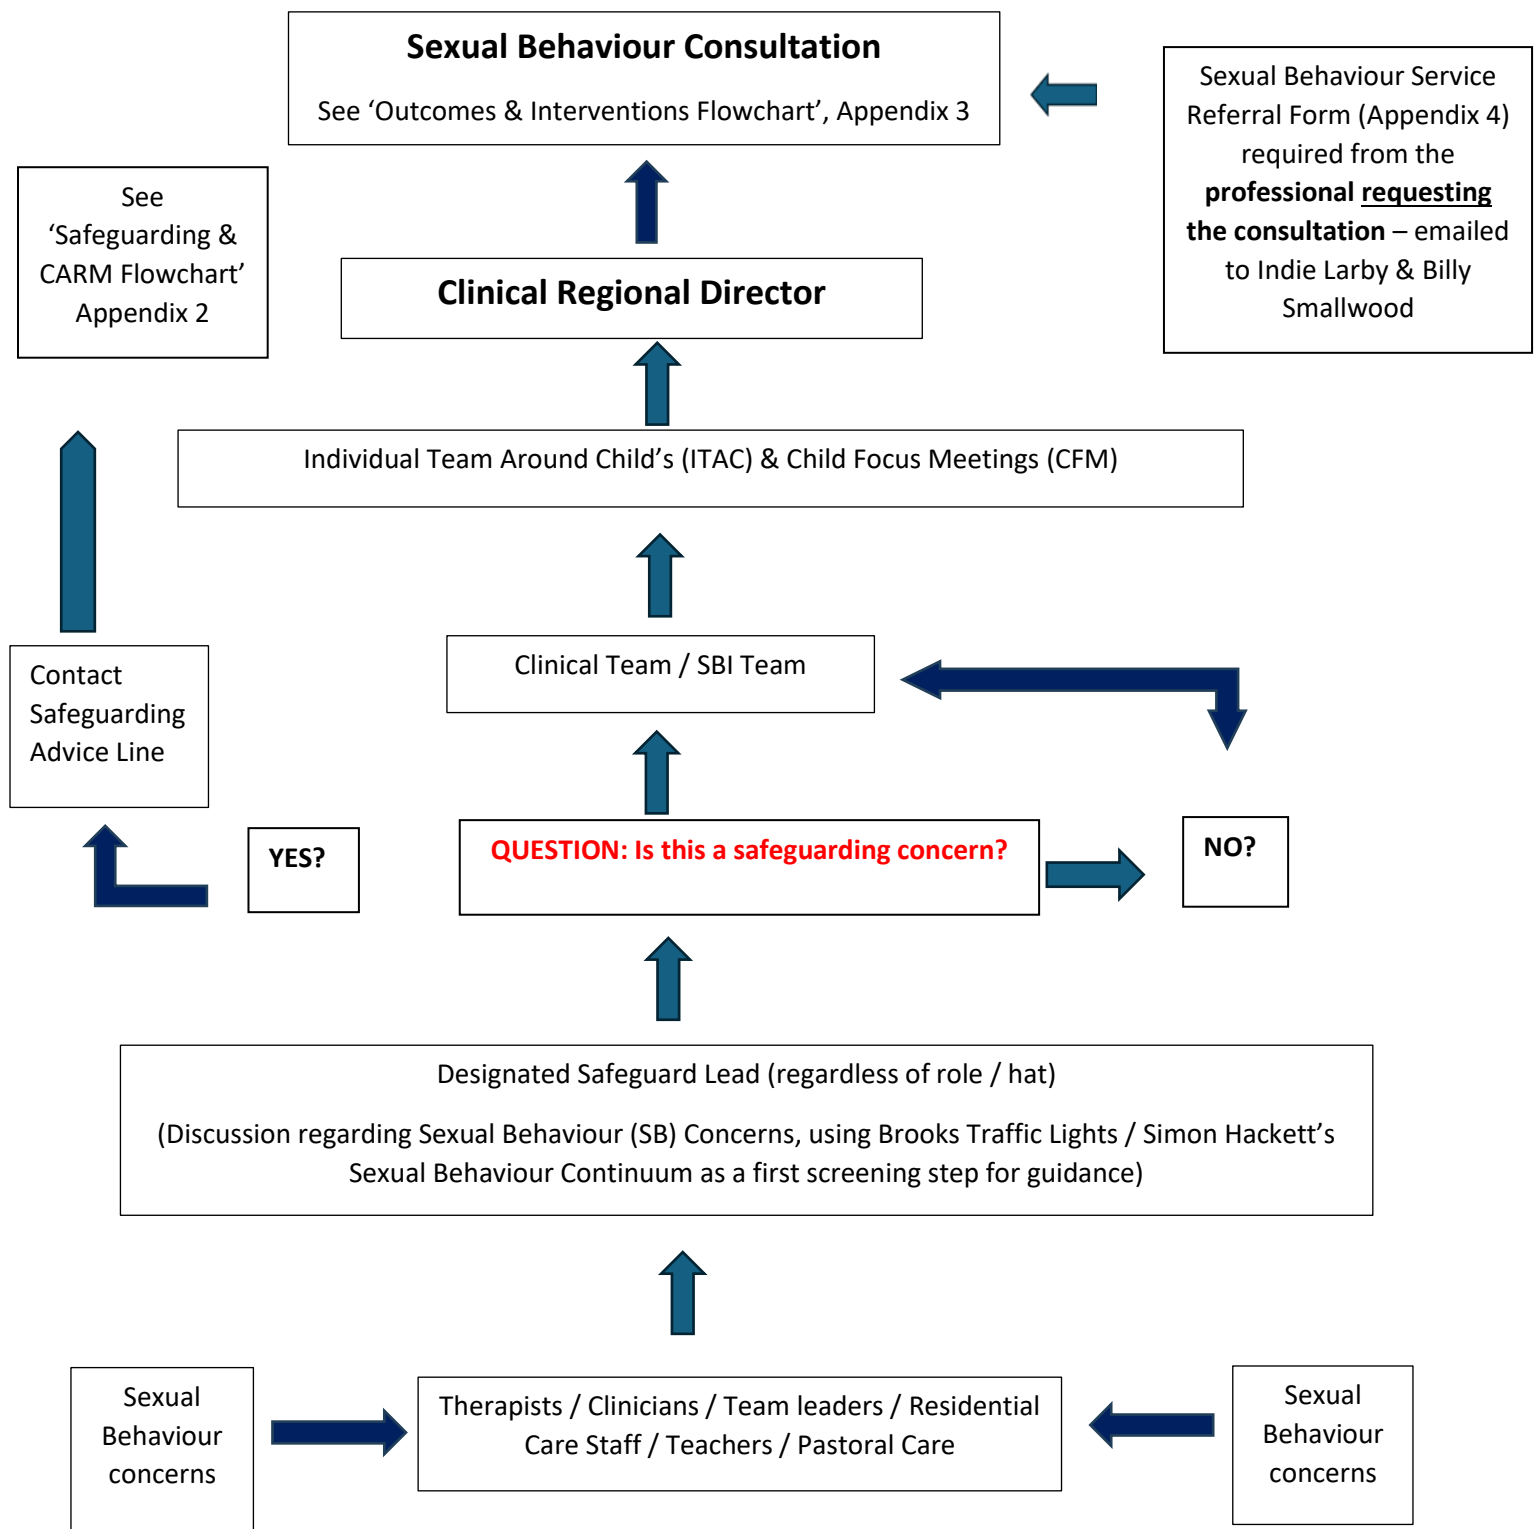 Sexual Behaviour Consultation
See ‘Outcomes & Interventions Flowchart’, Appendix 3
Sexual Behaviour Service
Referral Form (Appendix 4)
required from the
professional requesting
the consultation – emailed
to Indie Larby & Billy
Smallwood
See
‘Safeguarding &
CARM Flowchart’
Appendix 2
Clinical Regional Director
Individual Team Around Child’s (ITAC) & Child Focus Meetings (CFM)
Clinical Team / SBI Team
Contact
Safeguarding
Advice Line
YES?
QUESTION: Is this a safeguarding concern?
NO?
Designated Safeguard Lead (regardless of role / hat)
(Discussion regarding Sexual Behaviour (SB) Concerns, using Brooks Traffic Lights / Simon Hackett’s
Sexual Behaviour Continuum as a first screening step for guidance)
Sexual
Behaviour
concerns
Therapists / Clinicians / Team leaders / Residential
Care Staff / Teachers / Pastoral Care
Sexual
Behaviour
concerns